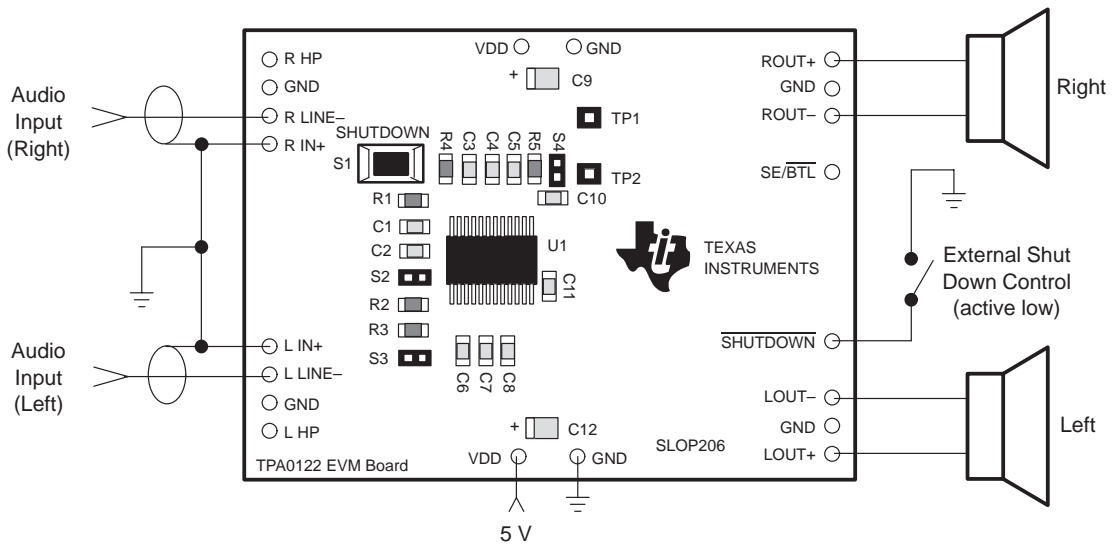 VDD
GND
R HP
GND
R LINE–
R IN+
Audio
Input
(Right)
+
C9
TP1
TP2
SHUTDOWN
S1
R4
C3
C4
C5
R5
S4
C10
R1
C1
C2
S2
R2
R3
S3
U1
C11
C6
C7
C8
TEXAS
INSTRUMENTS
ROUT+
GND
ROUT–
SE/BTL
Right
External Shut
Down Control
(active low)
SHUTDOWN
LOUT–
GND
LOUT+
Left
Audio
Input
(Left)
L IN+
L LINE–
GND
L HP
+
C12
SLOP206
TPA0122 EVM Board
VDD
GND
5 V